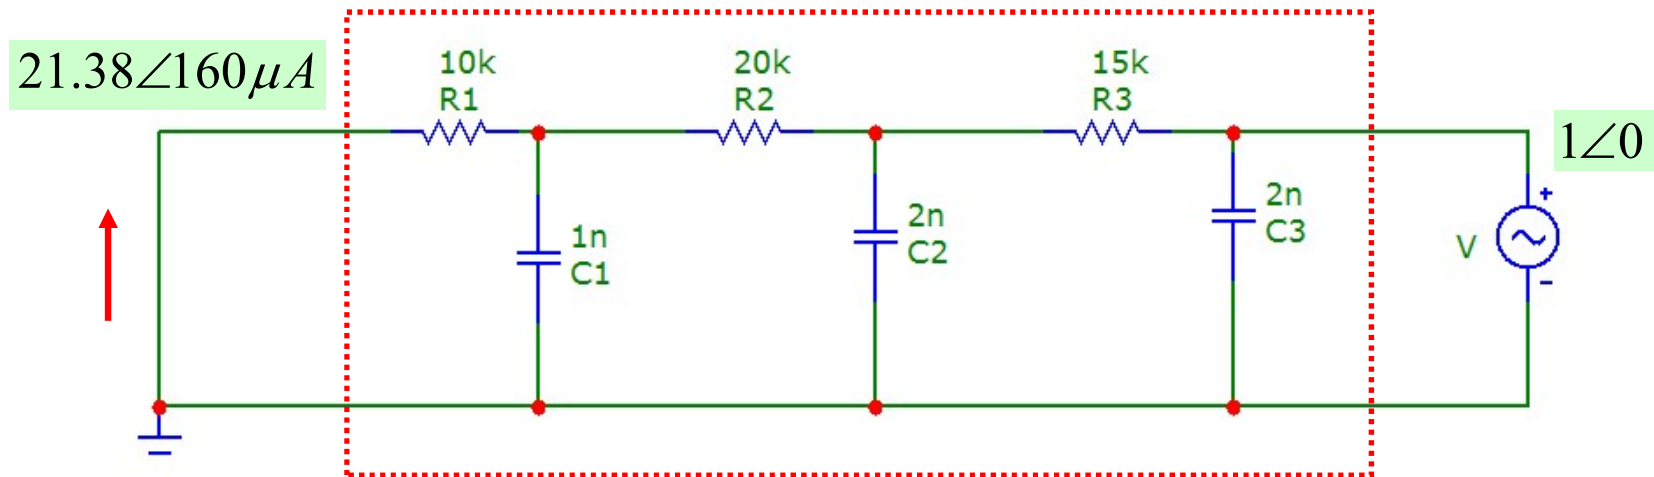 21.38∠160μA
10k
R1
20k
R2
15k
R3
1∠0
1n
C1
2n
C2
2n
C3
V
+
-